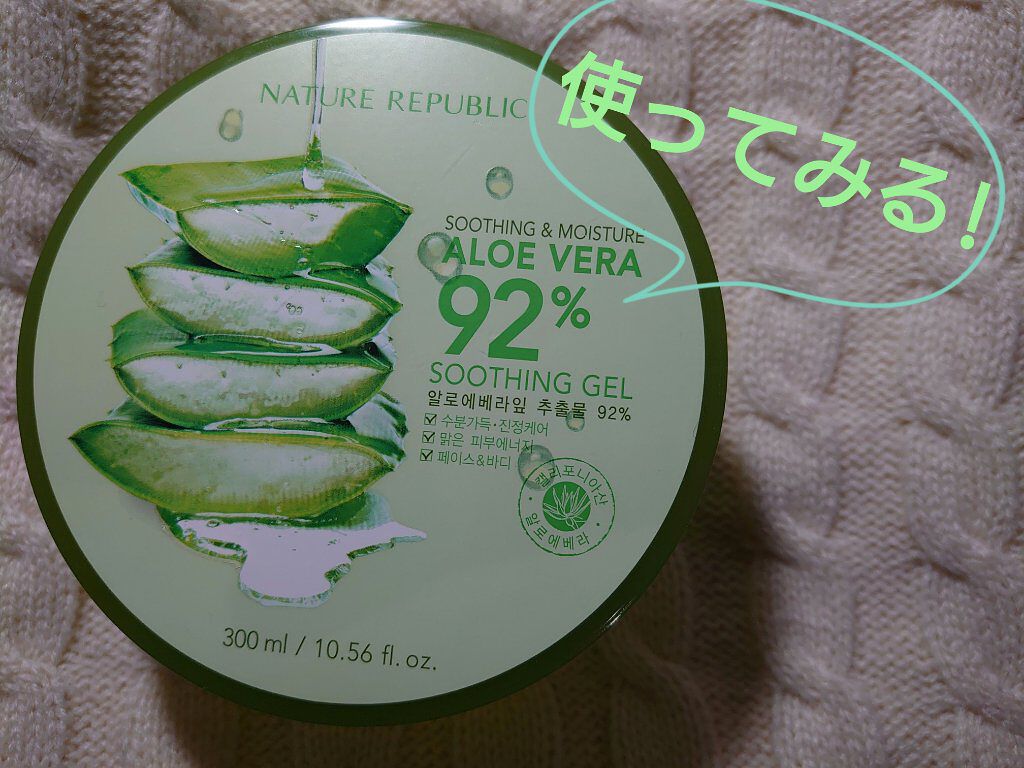 NATURE REPUBLIC
使ってみる!
SOOTHING & MOISTURE
ALOE VERA
92%
SOOTHING GEL
알로에베라잎 추출물 92%
☑ 수분가득·진정케어
☑ 맑은 피부에너지
☑ 페이스&바디
캘리포니아산
알로에베라
300 ml / 10.56 fl. oz.